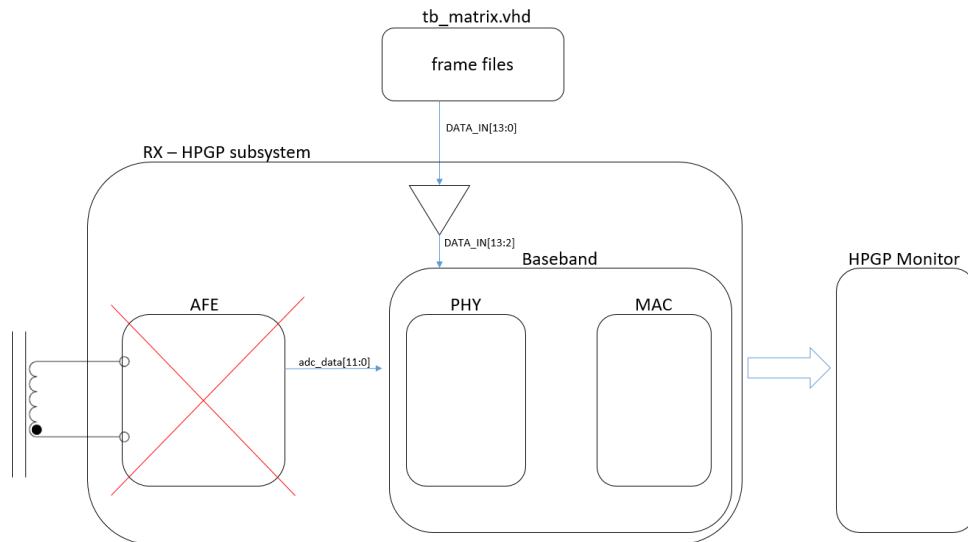 tb_matrix.vhd
frame files
DATA_IN[13:0]
RX – HPGP subsystem
DATA_IN[13:2]
Baseband
HPGP Monitor
AFE
PHY
MAC
adc_data[11:0]